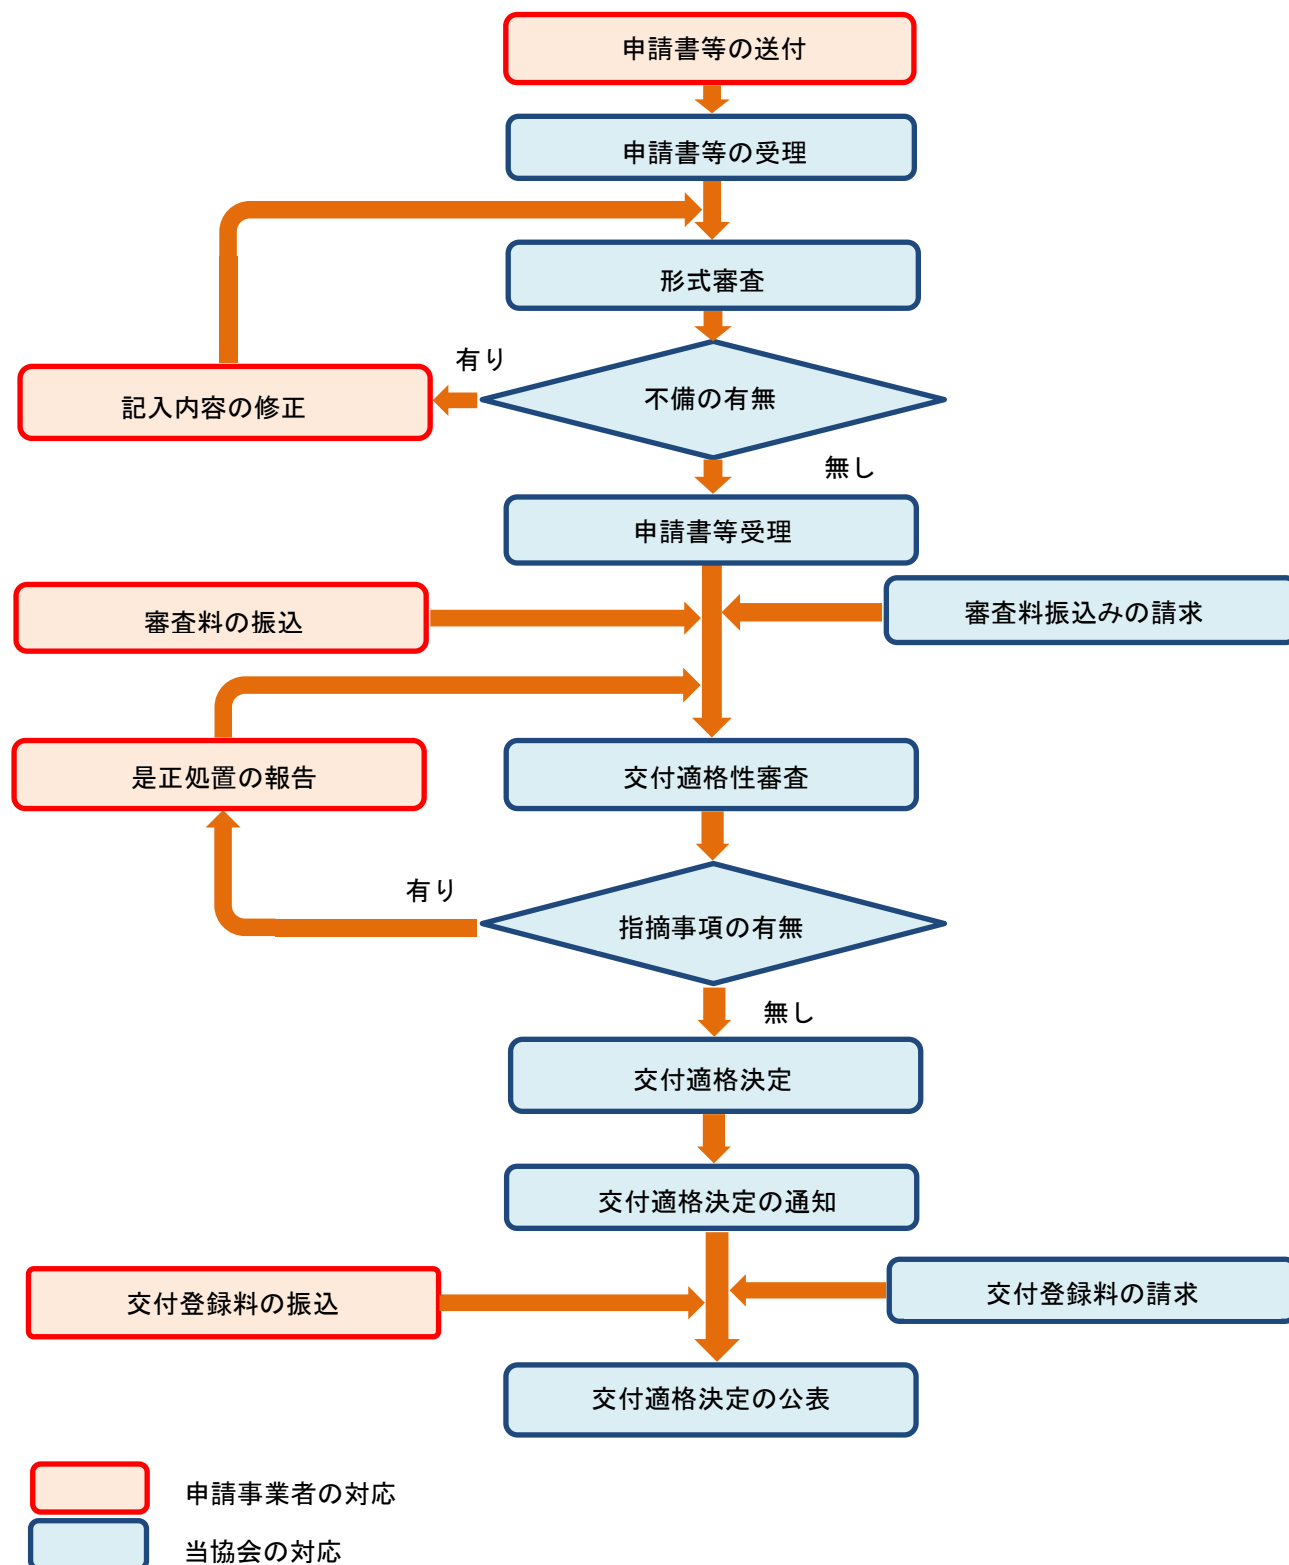 申請書等の送付
申請書等の受理
形式審査
有り
不備の有無
記入内容の修正
無し
申請書等受理
審査料の振込
審査料振込みの請求
是正処置の報告
交付適格性審査
有り
指摘事項の有無
無し
交付適格決定
交付適格決定の通知
交付登録料の振込
交付登録料の請求
交付適格決定の公表
申請事業者の対応
当協会の対応